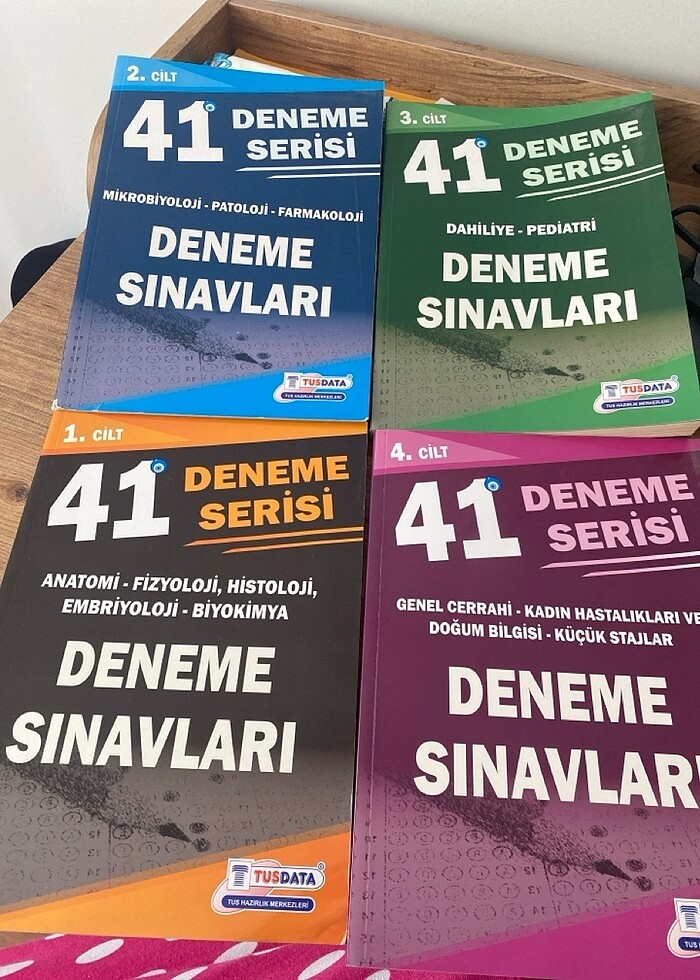 2. CİLT
41
DENEME
SERİSİ
MİKROBİYOLOJİ - PATOLOJİ - FARMAKOLOJİ
DENEME
SINAVLARI
TUSDATA
TUS HAZIRLIK MERKEZLERİ
3. CİLT
41
DENEME
SERİSİ
DAHİLİYE - PEDİATRİ
DENEME
SINAVLARI
TUSDATA
TUS HAZIRLIK MERKEZLERİ
1. CİLT
41
DENEME
SERİSİ
ANATOMİ - FİZYOLOJİ, HİSTOLOJİ,
EMBRİYOLOJİ - BİYOKİMYA
DENEME
SINAVLARI
TUSDATA
TUS HAZIRLIK MERKEZLERİ
4. CİLT
41
DENEME
SERİSİ
GENEL CERRAHİ - KADIN HASTALIKLARI VE
DOĞUM BİLGİSİ - KÜÇÜK STAJLAR
DENEME
SINAVLARI
TUS